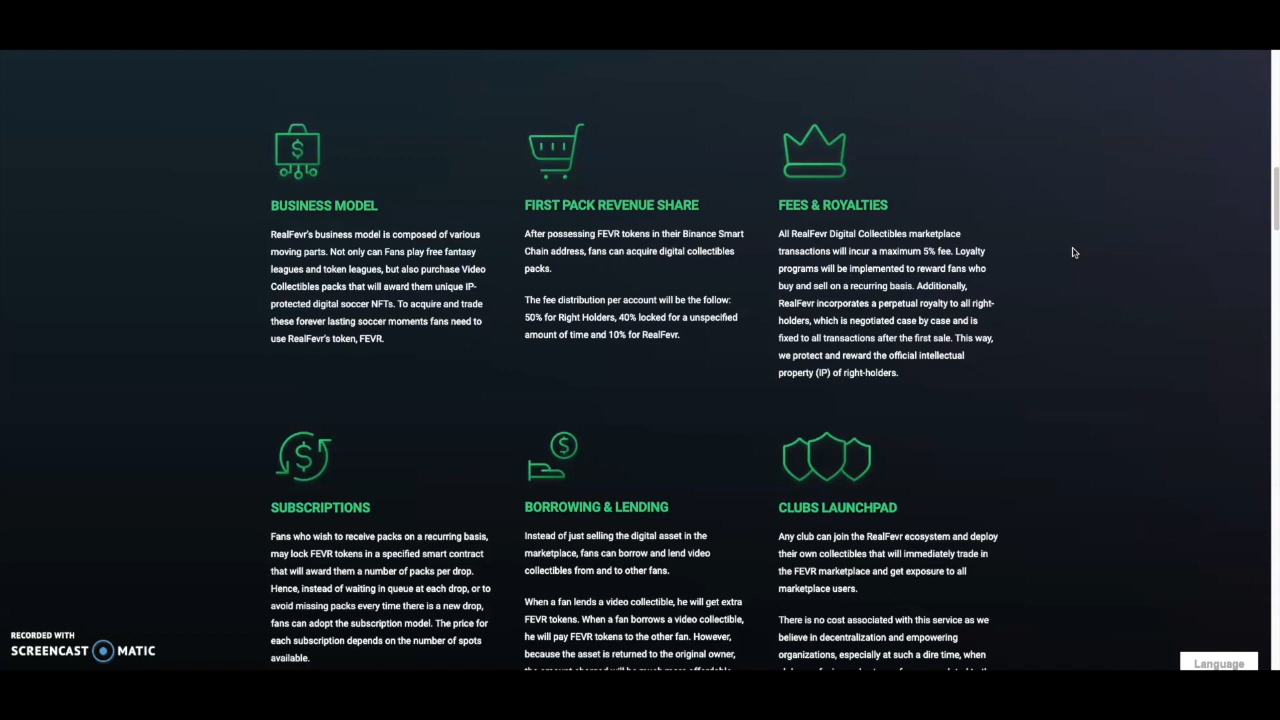 BUSINESS MODEL
RealFevr's business model is composed of various
moving parts. Not only can Fans play free fantasy
leagues and token leagues, but also purchase Video
Collectibles packs that will award them unique IP-
protected digital soccer NFTs. To acquire and trade
these forever lasting soccer moments fans need to
use RealFevr's token, FEVR.
FIRST PACK REVENUE SHARE
After possessing FEVR tokens in their Binance Smart
Chain address, fans can acquire digital collectibles
packs.
The fee distribution per account will be the follow:
50% for Right Holders, 40% locked for a unspecified
amount of time and 10% for RealFevr.
FEES & ROYALTIES
All RealFevr Digital Collectibles marketplace
transactions will incur a maximum 5% fee. Loyalty
programs will be implemented to reward fans who
buy and sell on a recurring basis. Additionally,
RealFevr incorporates a perpetual royalty to all right-
holders, which is negotiated case by case and is
fixed to all transactions after the first sale. This way,
we protect and reward the official intellectual
property (IP) of right-holders.
SUBSCRIPTIONS
Fans who wish to receive packs on a recurring basis,
may lock FEVR tokens in a specified smart contract
that will award them a number of packs per drop.
Hence, instead of waiting in queue at each drop, or to
avoid missing packs every time there is a new drop,
fans can adopt the subscription model. The price for
each subscription depends on the number of spots
available.
BORROWING & LENDING
Instead of just selling the digital asset in the
marketplace, fans can borrow and lend video
collectibles from and to other fans.
When a fan lends a video collectible, he will get extra
FEVR tokens. When a fan borrows a video collectible,
he will pay FEVR tokens to the other fan. However,
because the asset is returned to the original owner,
the amount charged will be much more affordable
CLUBS LAUNCHPAD
Any club can join the RealFevr ecosystem and deploy
their own collectibles that will immediately trade in
the FEVR marketplace and get exposure to all
marketplace users.
There is no cost associated with this service as we
believe in decentralization and empowering
organizations, especially at such a dire time, when
RECORDED WITH
SCREENCAST MATIC
Language